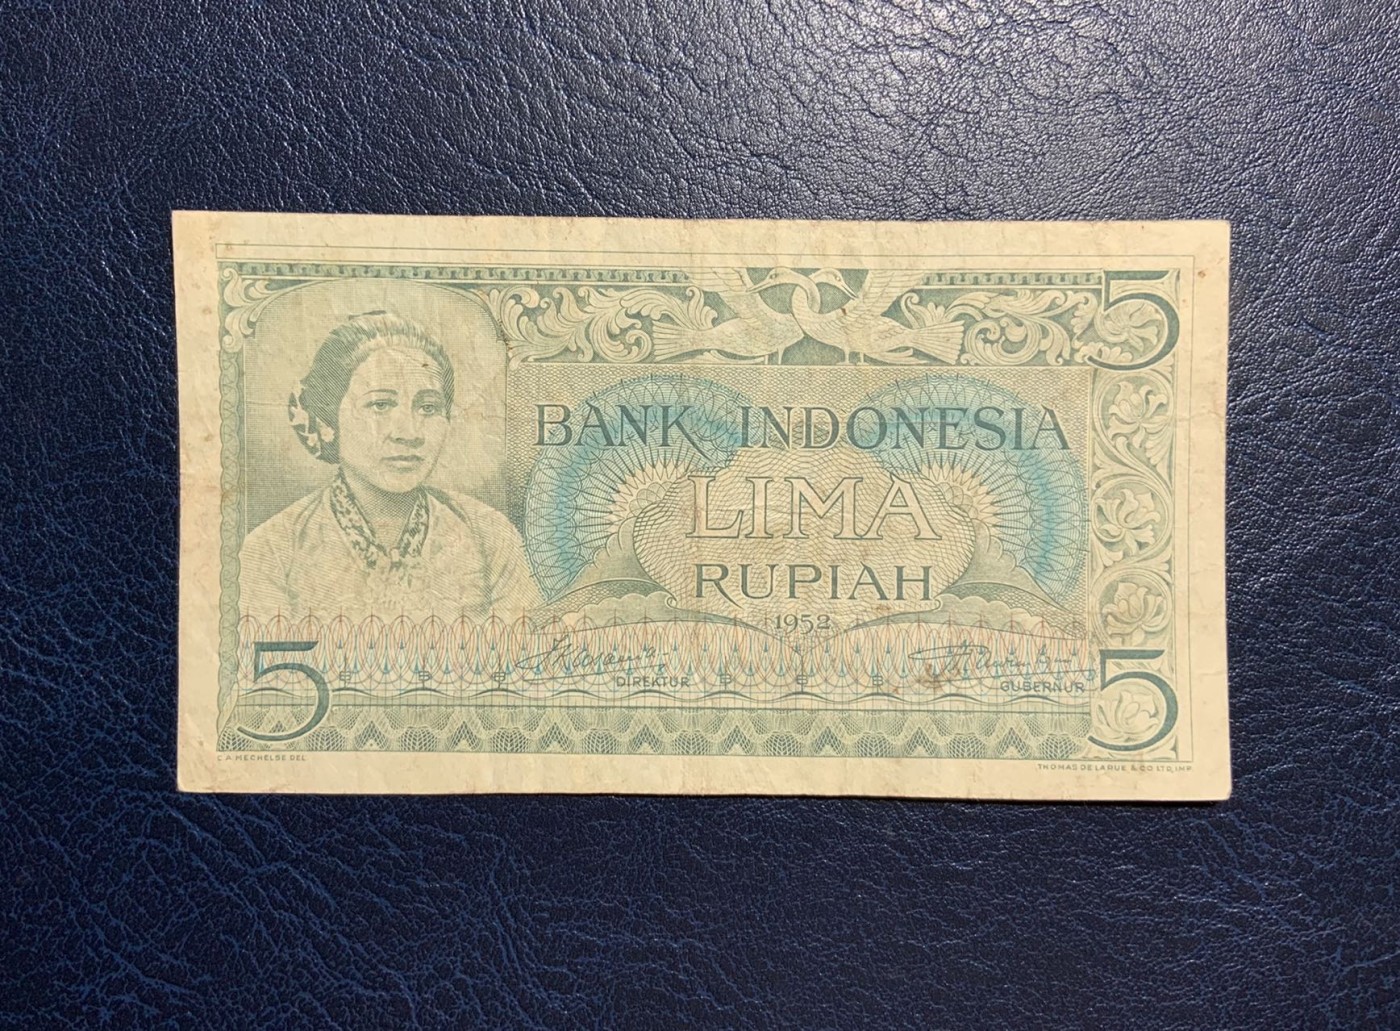 5
BANK INDONESIA
LIMA
RUPIAH
1952
DIREKTUR
GUBERNUR
5
5
C.A. MECHELSE DEL
THOMAS DE LA RUE & CO LTD, IMP.